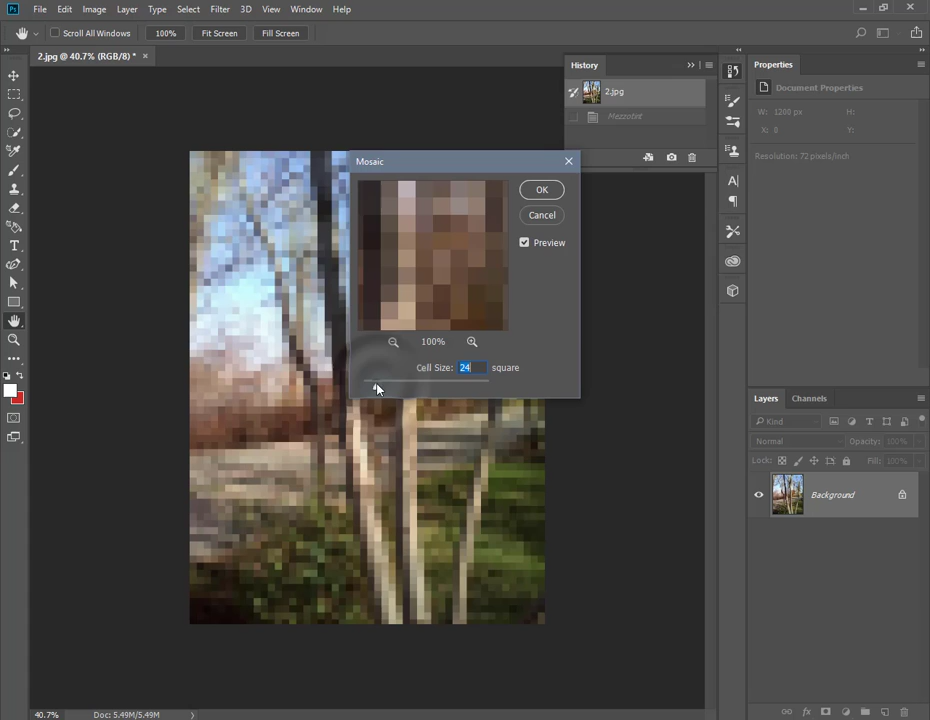 Ps File Edit Image Layer Type Select Filter 3D View Window Help
Scroll All Windows 100% Fit Screen Fill Screen
2.jpg @ 40.7% (RGB/8) * ×
History
2.jpg
Mezzotint
Properties
Document Properties
W: 1200 px H:
X: 0 Y:
Resolution: 72 pixels/inch
Mosaic
OK
Cancel
Preview
100%
Cell Size: 24 square
Layers Channels
Kind
Normal Opacity: 100%
Lock: Fill: 100%
Background
40.7% Doc: 5.49M/5.49M